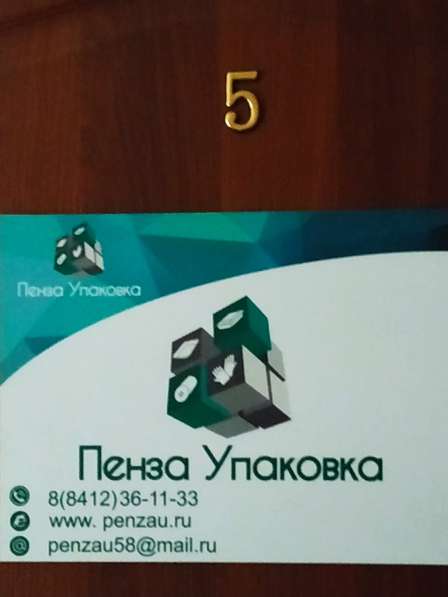 5
Пенза Упаковка
Пенза Упаковка
8(8412)36-11-33
www. penzau.ru
penzau58@mail.ru